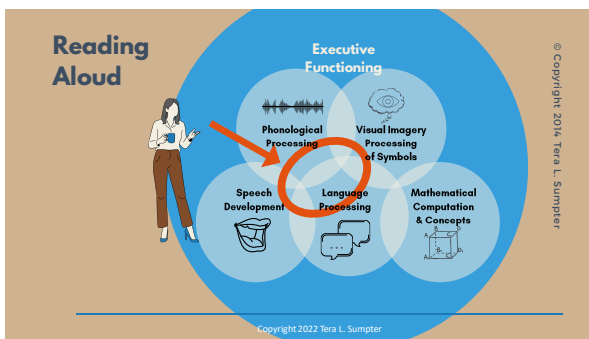 Reading
Aloud
Executive
Functioning
Phonological
Processing
Visual Imagery
Processing
of Symbols
Speech
Development
Language
Processing
Mathematical
Computation
& Concepts
© Copyright 2014 Tera L. Sumpter
Copyright 2022 Tera L. Sumpter